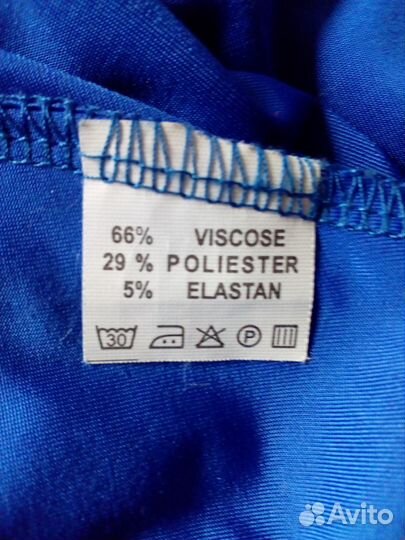 66% VISCOSE
29 % POLIESTER
5% ELASTAN
30 P
Avito